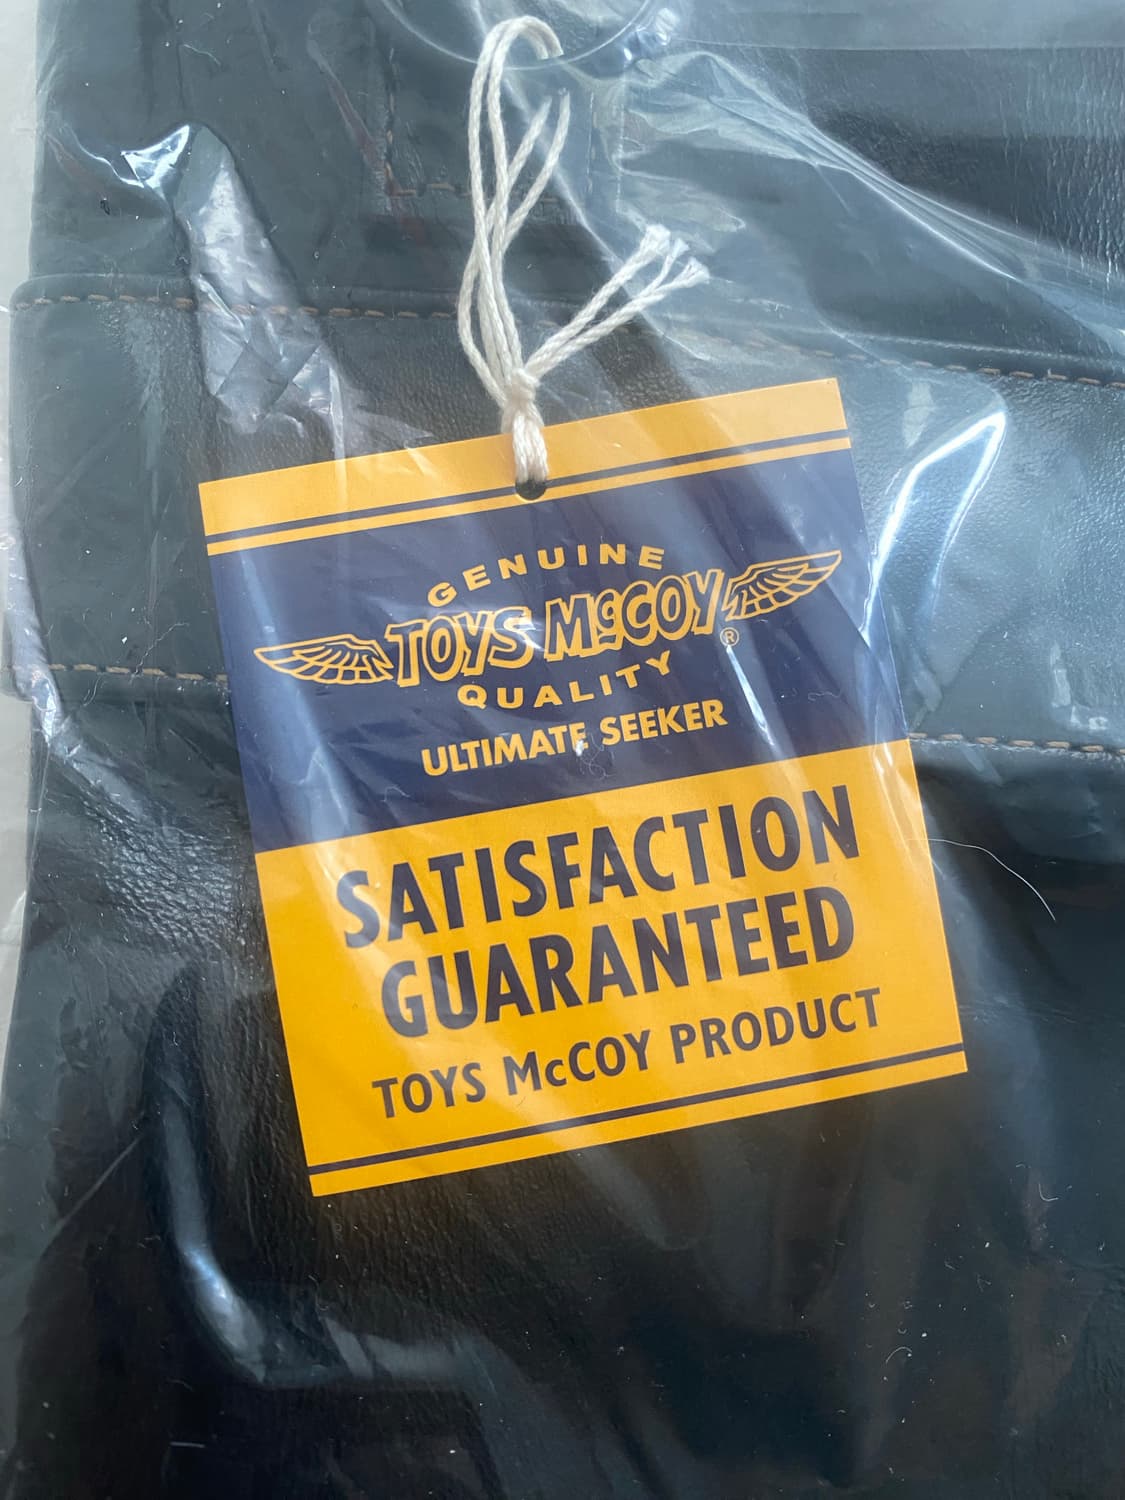 GENUINE
TOYS McCOY®
QUALITY
ULTIMATE SEEKER
SATISFACTION
GUARANTEED
TOYS McCOY PRODUCT